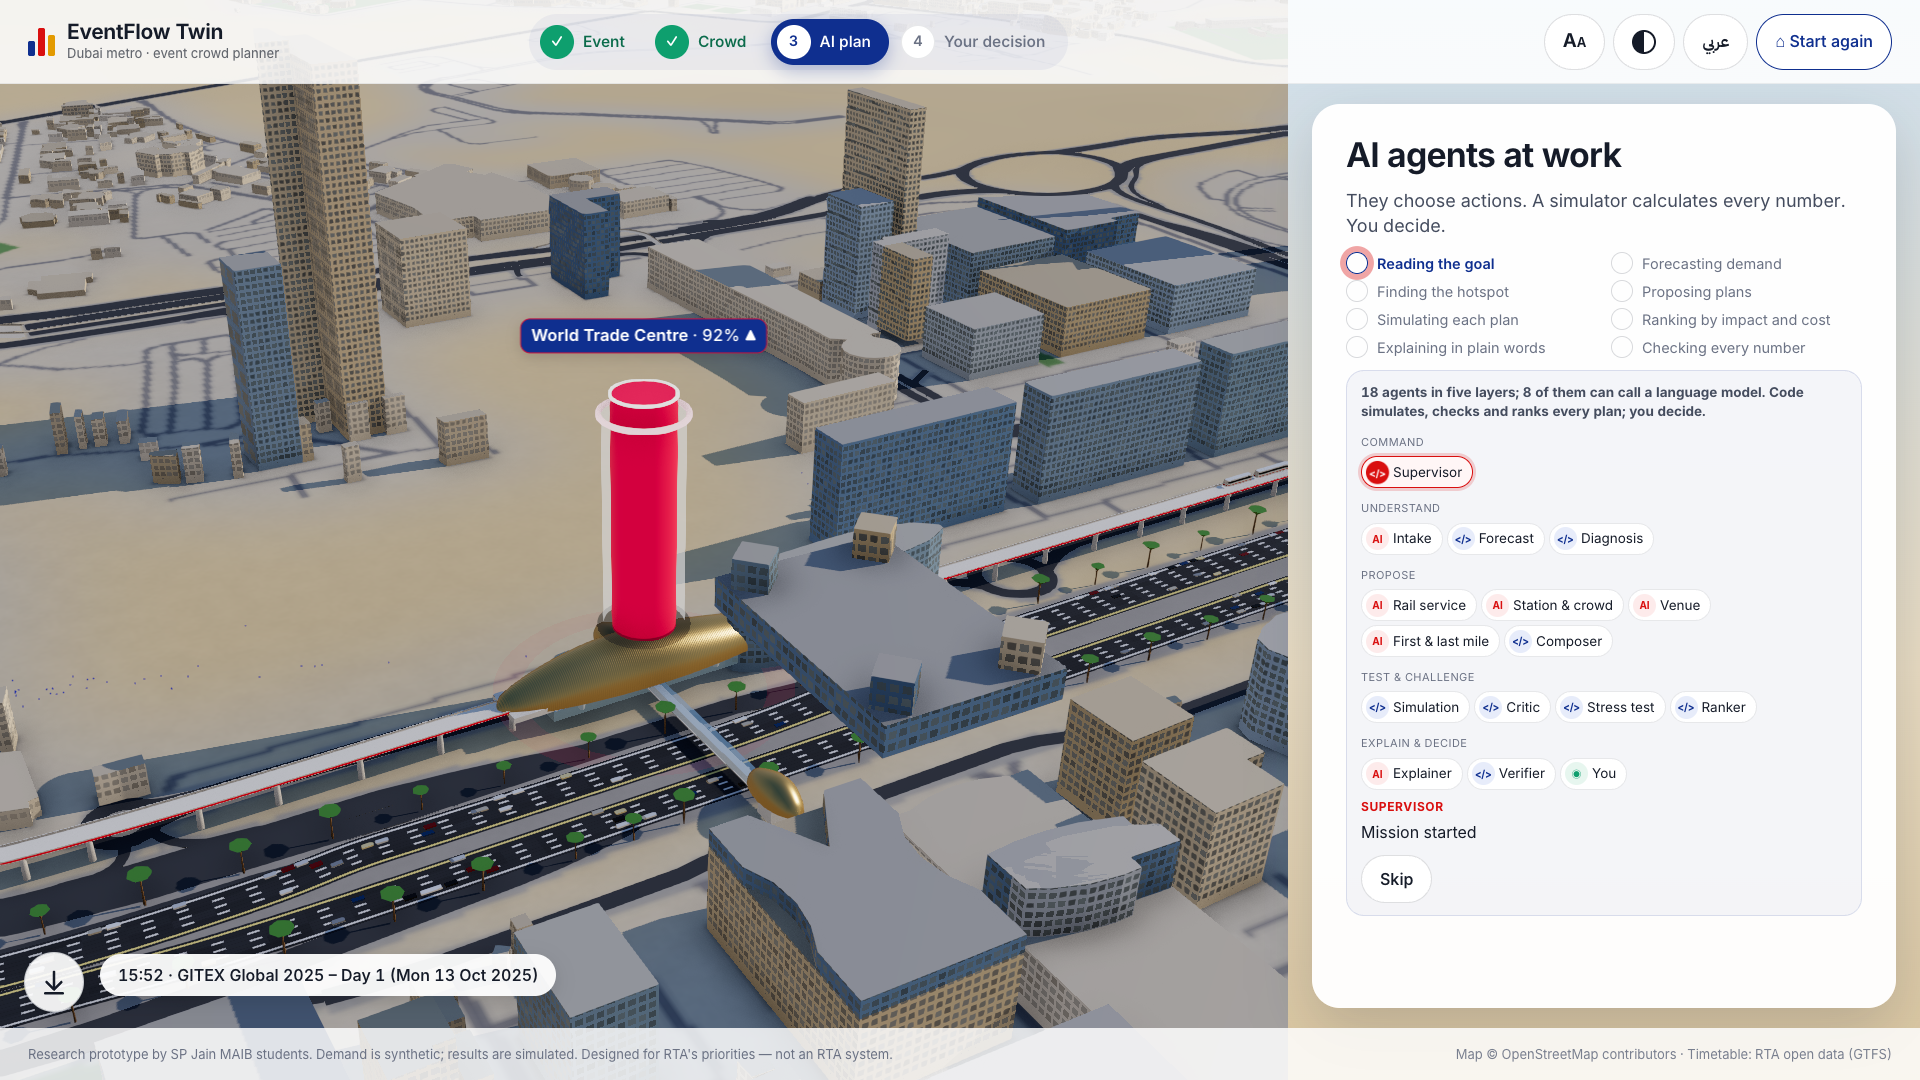 EventFlow Twin
Dubai metro · event crowd planner
Event
Crowd
3 AI plan
4 Your decision
AA
عربي
⌂ Start again
World Trade Centre · 92% ▲
15:52 · GITEX Global 2025 – Day 1 (Mon 13 Oct 2025)
AI agents at work
They choose actions. A simulator calculates every number.
You decide.
Reading the goal
Forecasting demand
Finding the hotspot
Proposing plans
Simulating each plan
Ranking by impact and cost
Explaining in plain words
Checking every number
18 agents in five layers; 8 of them can call a language model. Code
simulates, checks and ranks every plan; you decide.
COMMAND
</> Supervisor
UNDERSTAND
AI Intake </> Forecast </> Diagnosis
PROPOSE
AI Rail service AI Station & crowd AI Venue
AI First & last mile </> Composer
TEST & CHALLENGE
</> Simulation </> Critic </> Stress test </> Ranker
EXPLAIN & DECIDE
AI Explainer </> Verifier You
SUPERVISOR
Mission started
Skip
Research prototype by SP Jain MAIB students. Demand is synthetic; results are simulated. Designed for RTA's priorities — not an RTA system.
Map © OpenStreetMap contributors · Timetable: RTA open data (GTFS)